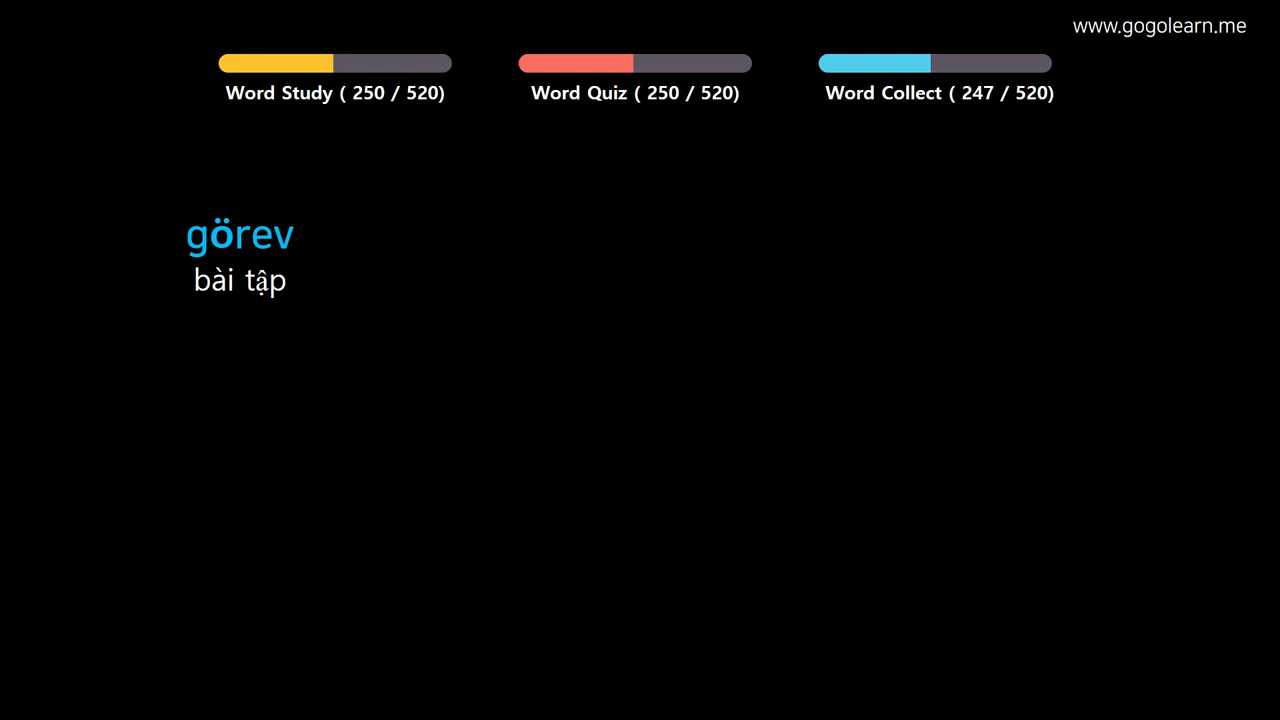 www.gogolearn.me
Word Study ( 250 / 520)
Word Quiz ( 250 / 520)
Word Collect ( 247 / 520)
görev
bài tập